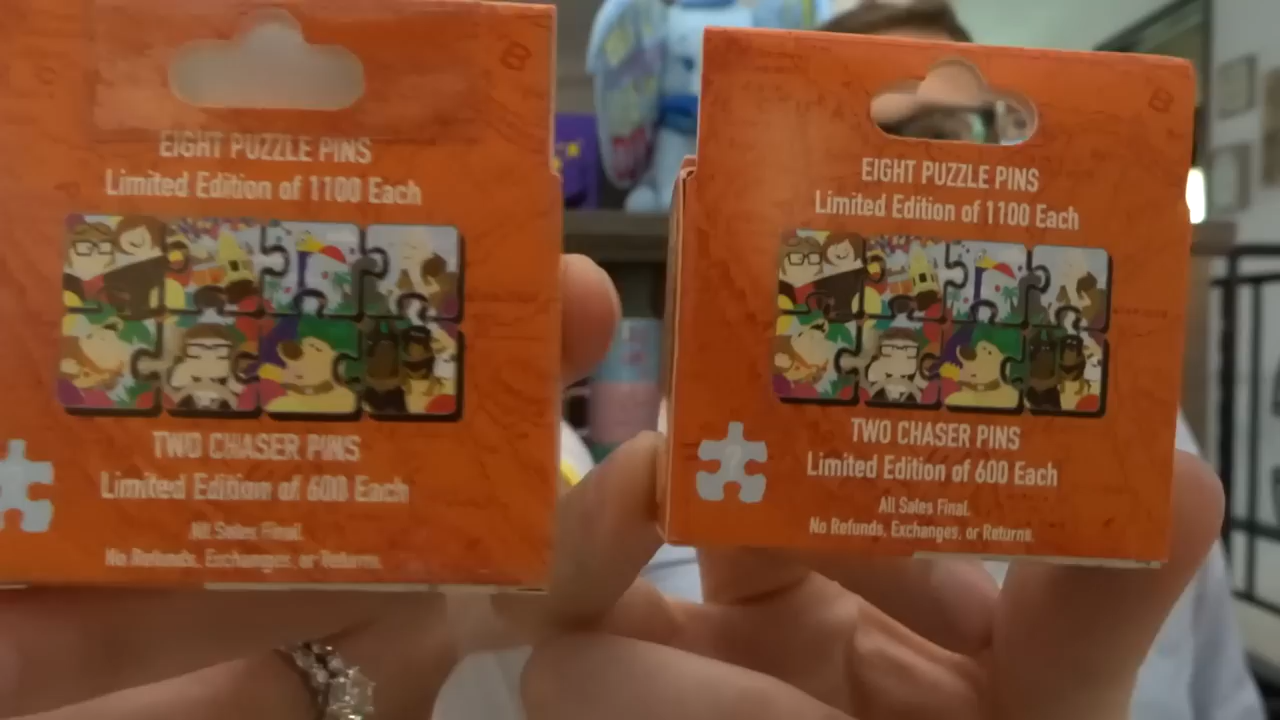 EIGHT PUZZLE PINS
Limited Edition of 1100 Each
TWO CHASER PINS
Limited Edition of 600 Each
All Sales Final.
No Refunds, Exchanges, or Returns.
EIGHT PUZZLE PINS
Limited Edition of 1100 Each
TWO CHASER PINS
Limited Edition of 600 Each
All Sales Final.
No Refunds, Exchanges, or Returns.